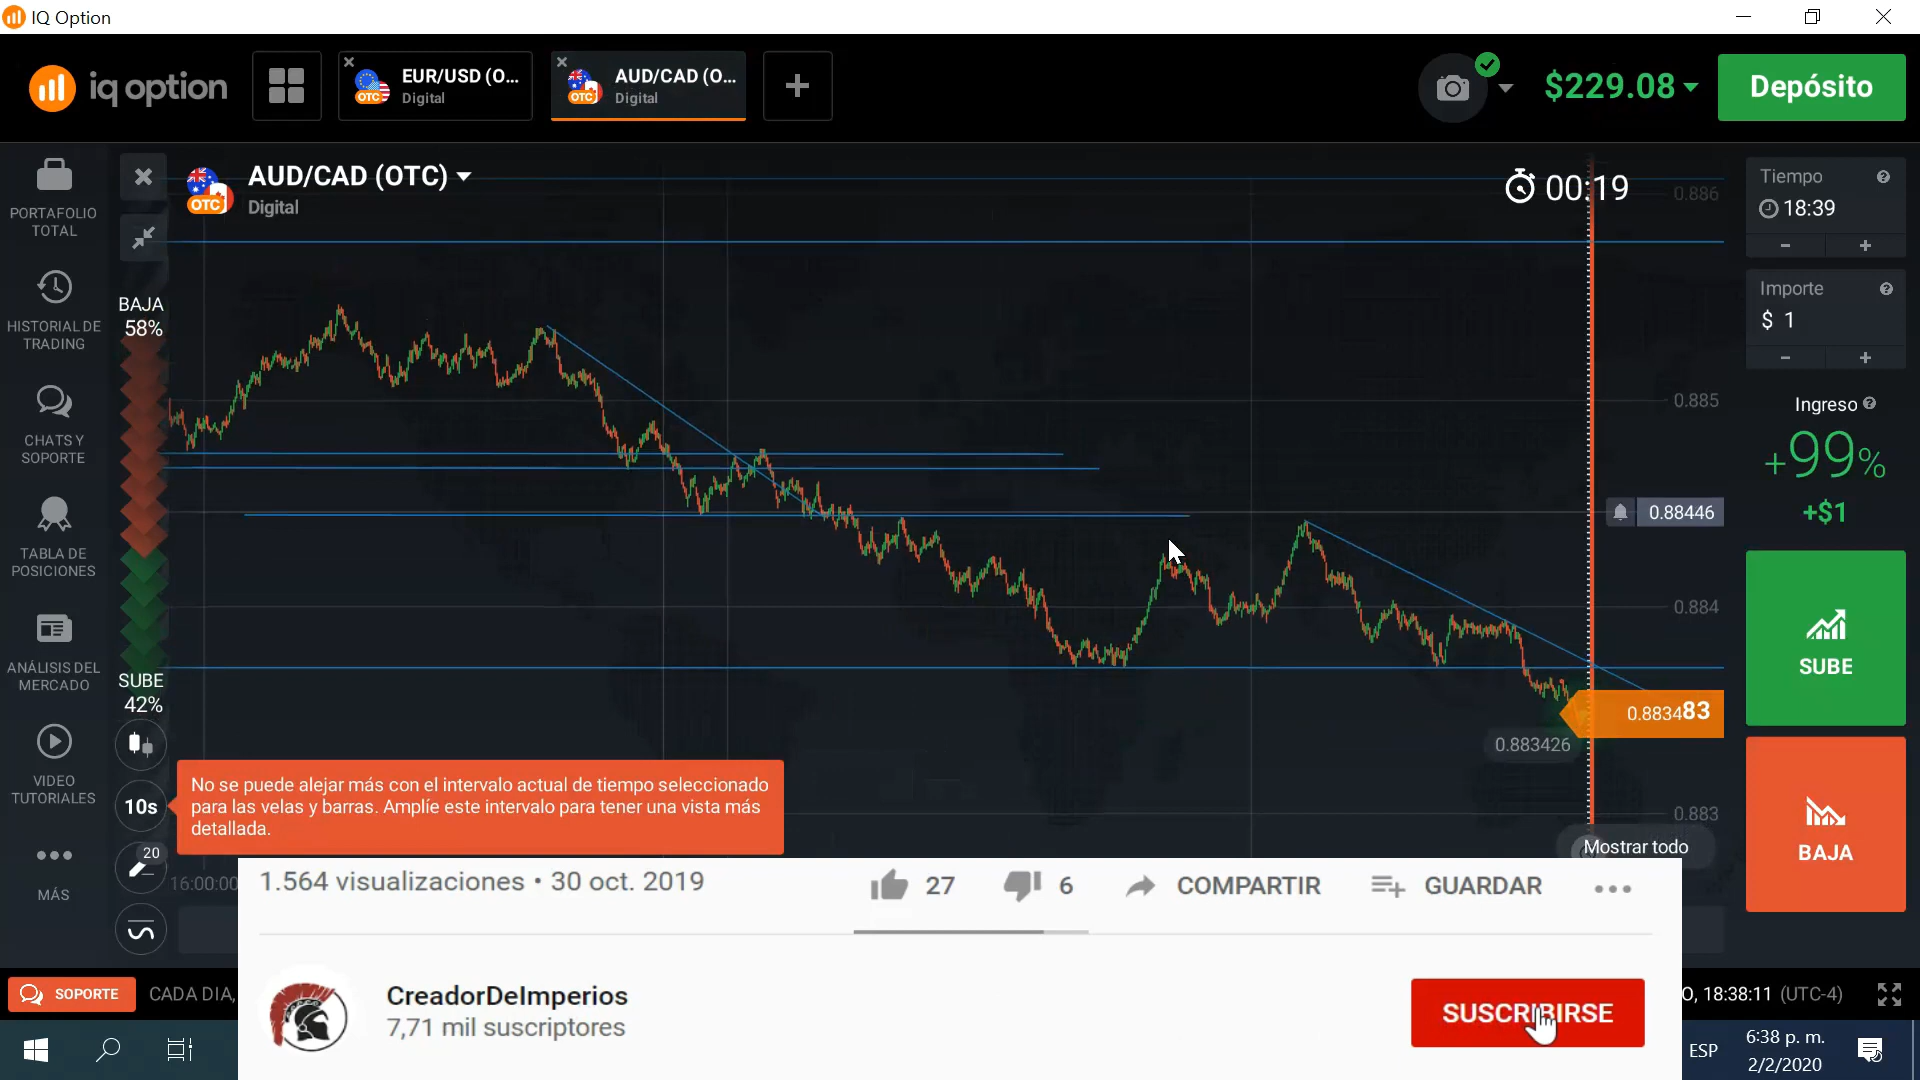 IQ Option
iq option
EUR/USD (O...
Digital
OTC
AUD/CAD (O...
Digital
OTC
+
$229.08
Depósito
PORTAFOLIO
TOTAL
HISTORIAL DE
TRADING
CHATS Y
SOPORTE
TABLA DE
POSICIONES
ANÁLISIS DEL
MERCADO
VIDEO
TUTORIALES
MÁS
AUD/CAD (OTC)
Digital
OTC
00:19
BAJA
58%
SUBE
42%
10s
20
0.886
0.885
0.88446
0.884
0.883483
0.883426
0.883
Mostrar todo
No se puede alejar más con el intervalo actual de tiempo seleccionado
para las velas y barras. Amplíe este intervalo para tener una vista más
detallada.
16:00:00
Tiempo
18:39
- +
Importe
$ 1
- +
Ingreso
+99%
+$1
SUBE
BAJA
1.564 visualizaciones • 30 oct. 2019
27
6
COMPARTIR
GUARDAR
CreadorDeImperios
7,71 mil suscriptores
SUSCRIBIRSE
SOPORTE
CADA DIA,
O, 18:38:11 (UTC-4)
ESP
6:38 p. m.
2/2/2020